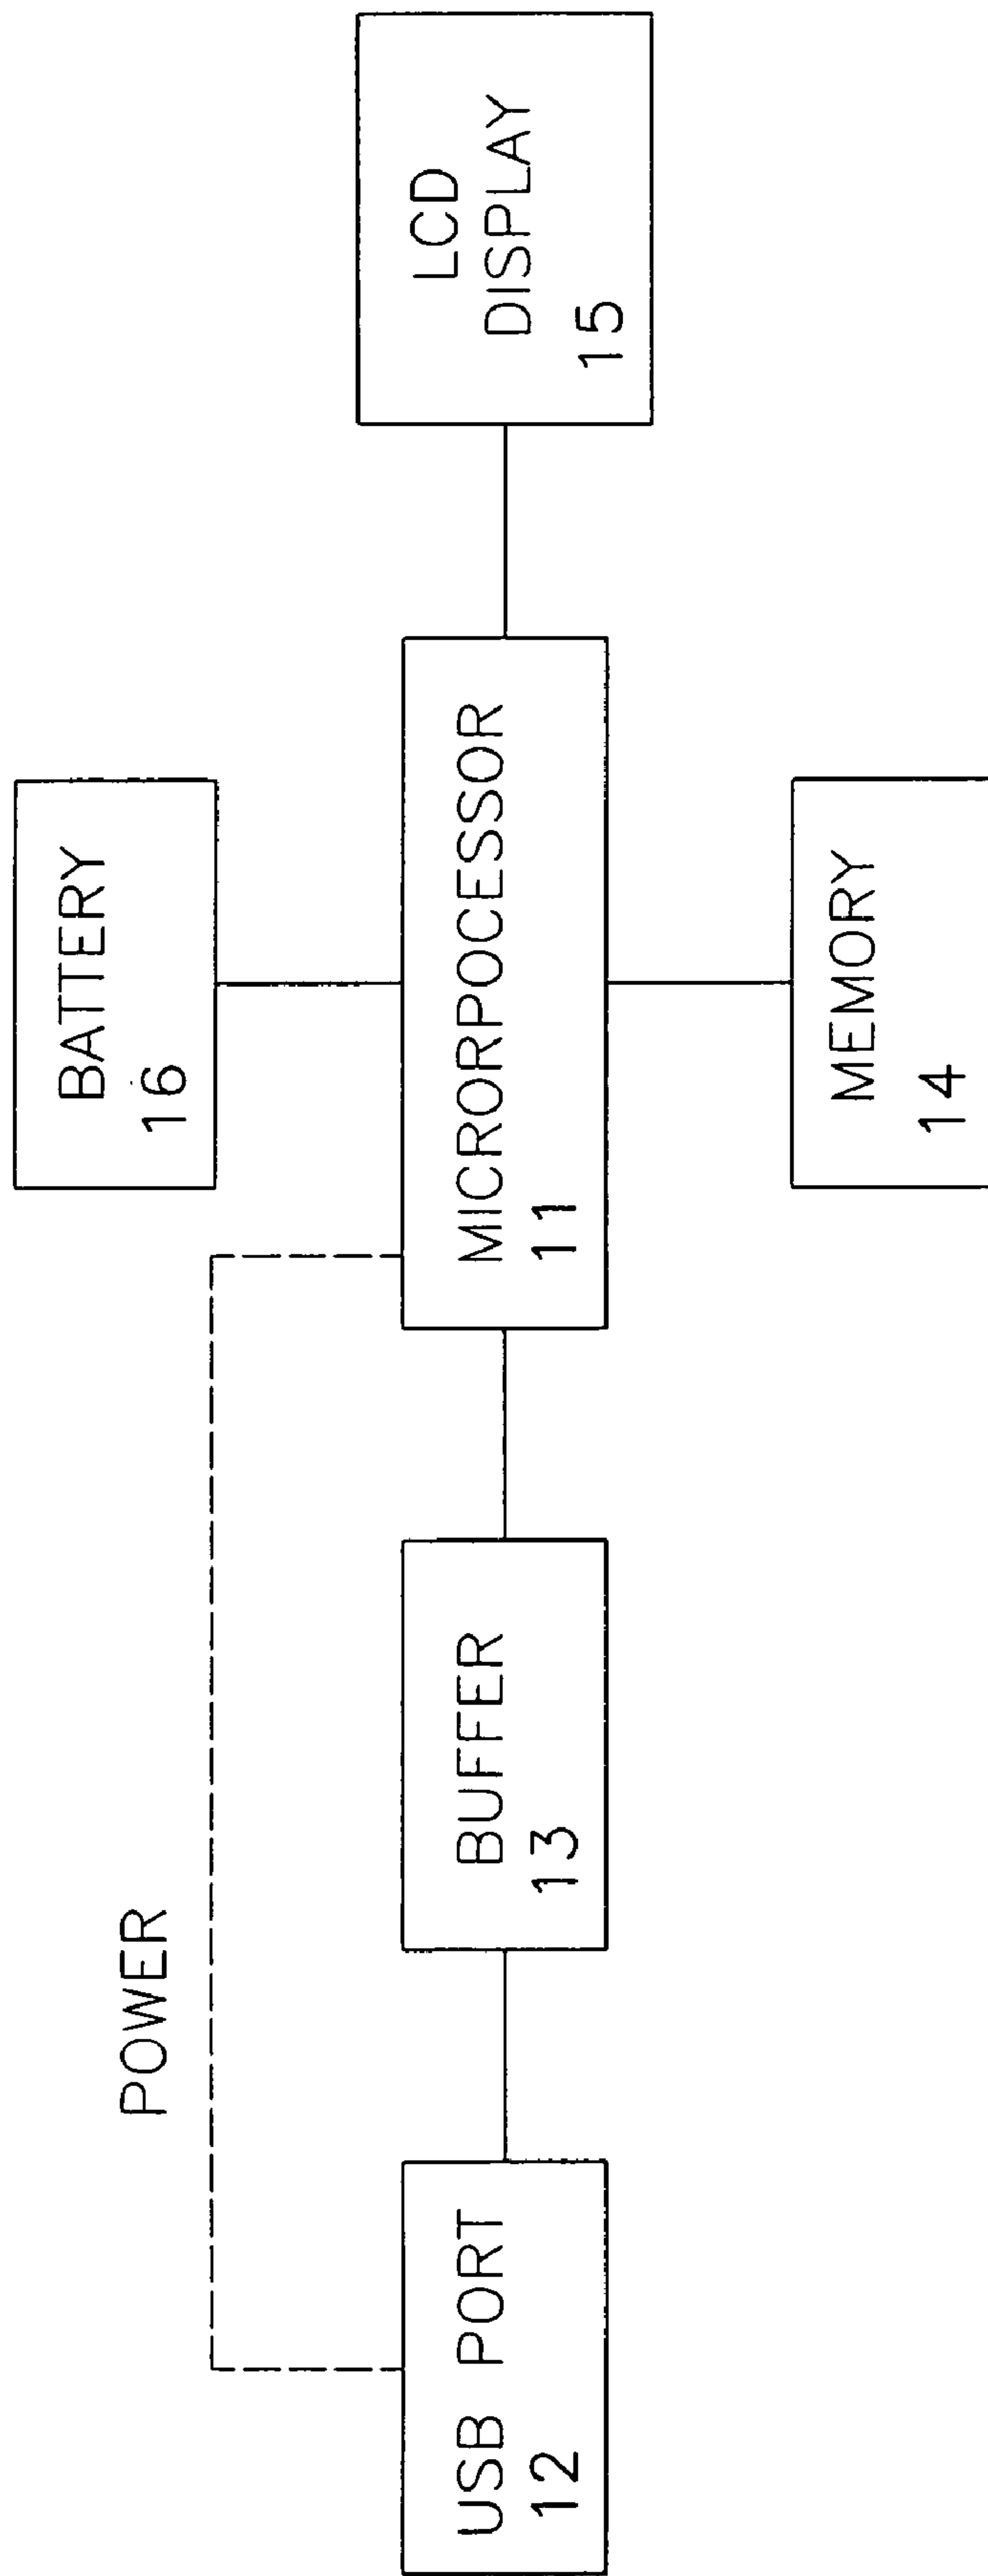 BATTERY
16
POWER
USB PORT
12
BUFFER
13
MICRORPOCESSOR
11
LCD
DISPLAY
15
MEMORY
14